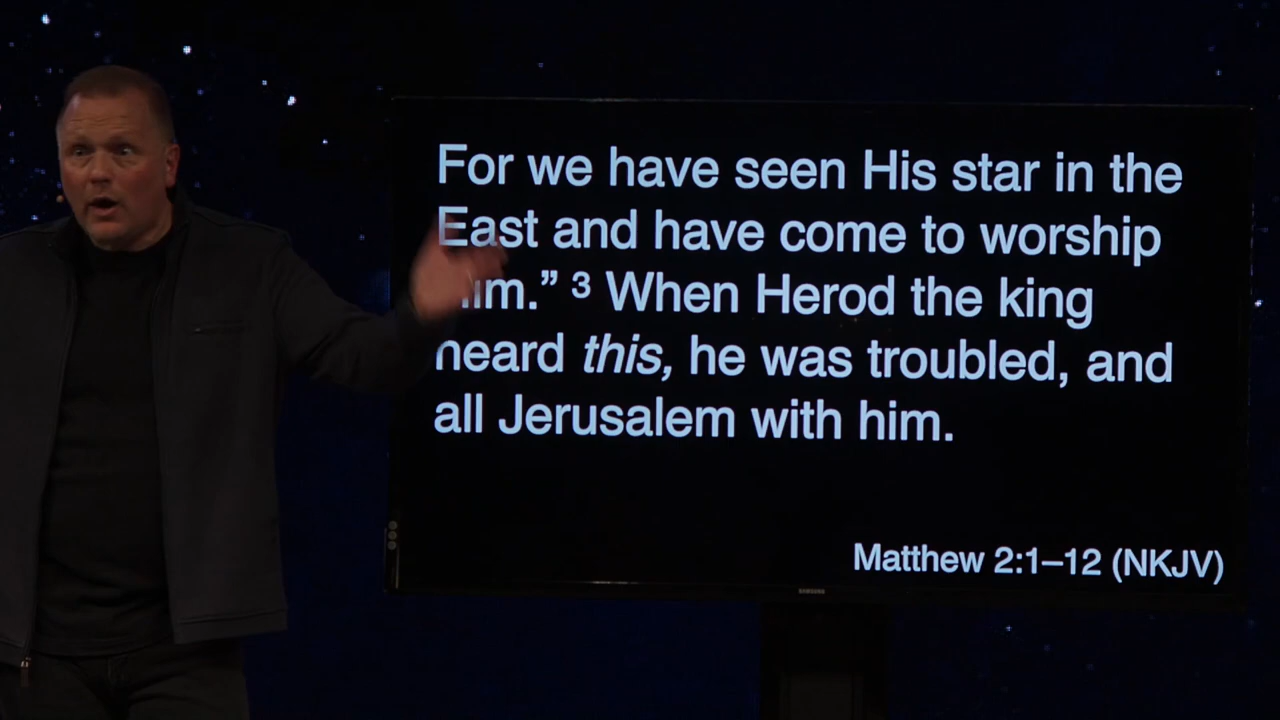 For we have seen His star in the
East and have come to worship
Him.” ³ When Herod the king
heard this, he was troubled, and
all Jerusalem with him.
Matthew 2:1–12 (NKJV)
SAMSUNG